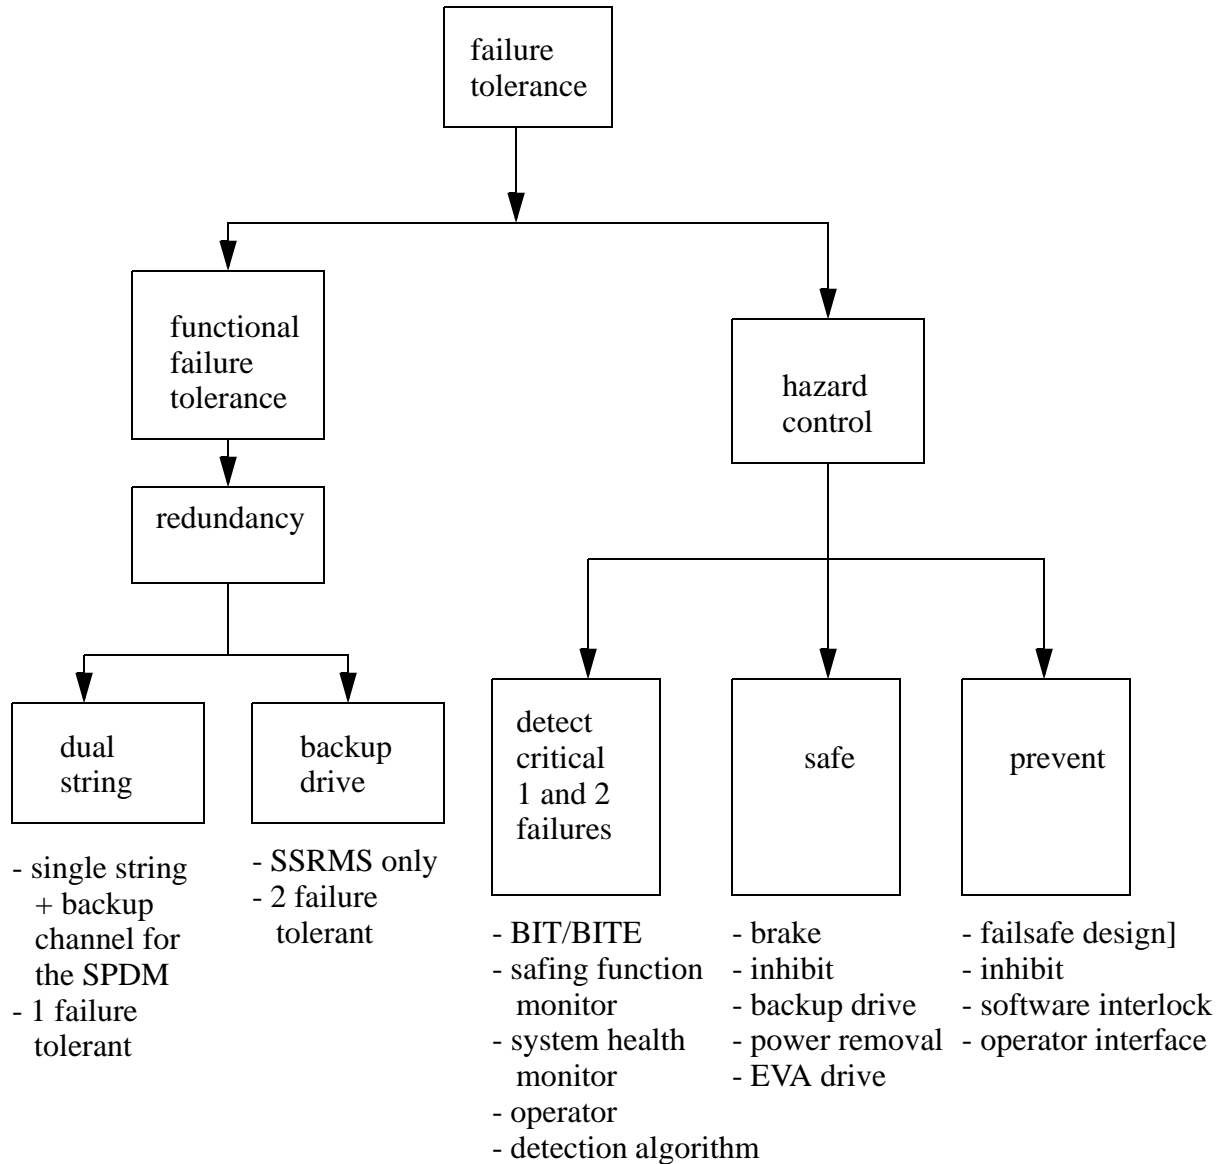 failure
tolerance
functional
failure
tolerance
hazard
control
redundancy
dual
string
backup
drive
detect
critical
1 and 2
failures
safe
prevent
- single string
+ backup
channel for
the SPDM
- 1 failure
tolerant
- SSRMS only
- 2 failure
tolerant
- BIT/BITE
- safing function
monitor
- system health
monitor
- operator
- detection algorithm
- brake
- inhibit
- backup drive
- power removal
- EVA drive
- failsafe design]
- inhibit
- software interlock
- operator interface